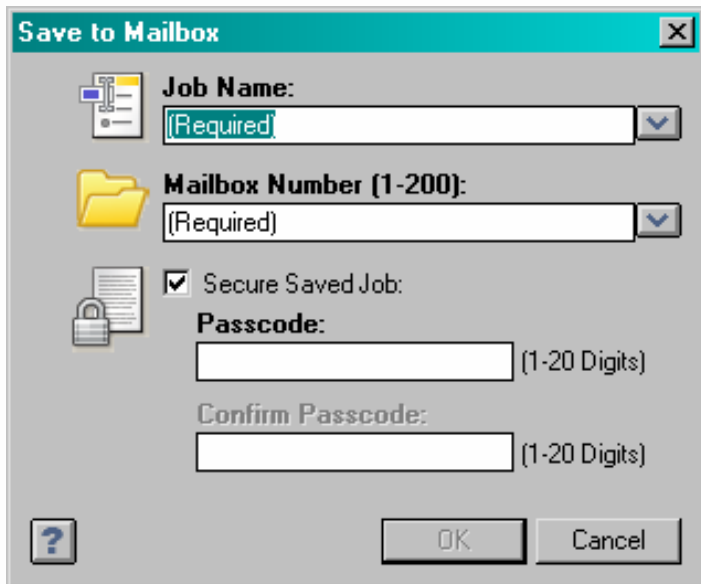 Save to Mailbox
Job Name:
(Required)
Mailbox Number (1-200):
(Required)
Secure Saved Job:
Passcode:
(1-20 Digits)
Confirm Passcode:
(1-20 Digits)
?
OK
Cancel